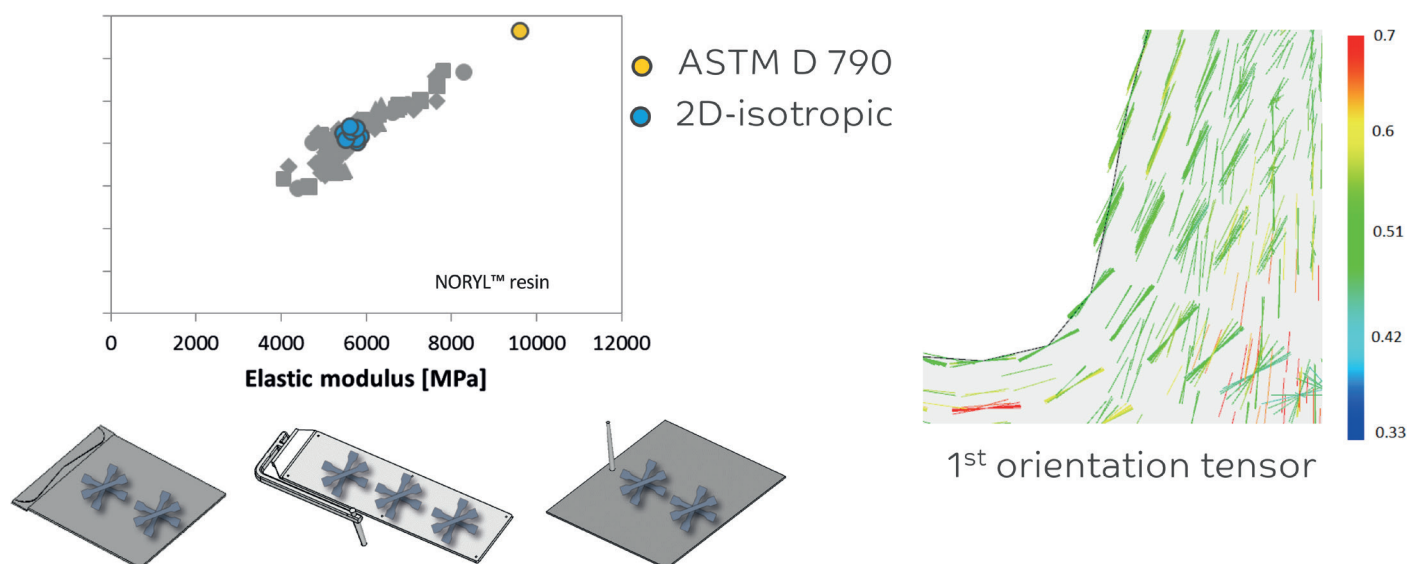 ASTM D 790
2D-isotropic
NORYL™ resin
0 2000 4000 6000 8000 10000 12000
Elastic modulus [MPa]
0.7
0.6
0.51
0.42
0.33
1st orientation tensor